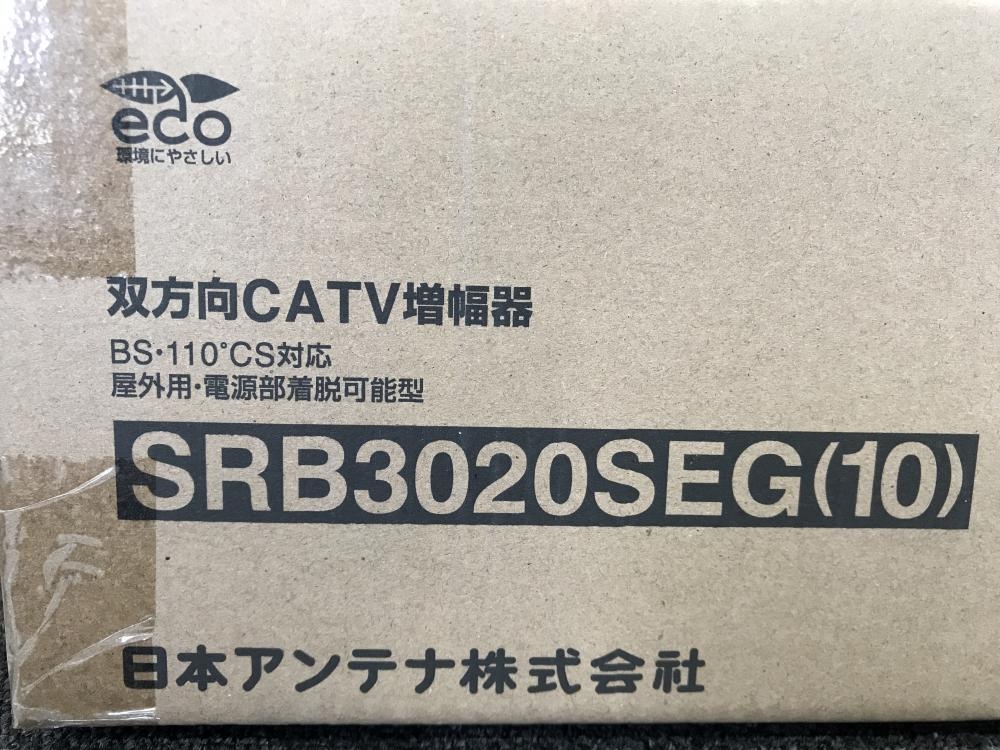 eco
環境にやさしい
双方向CATV増幅器
BS・110°CS対応
屋外用・電源部着脱可能型
SRB3020SEG(10)
日本アンテナ株式会社